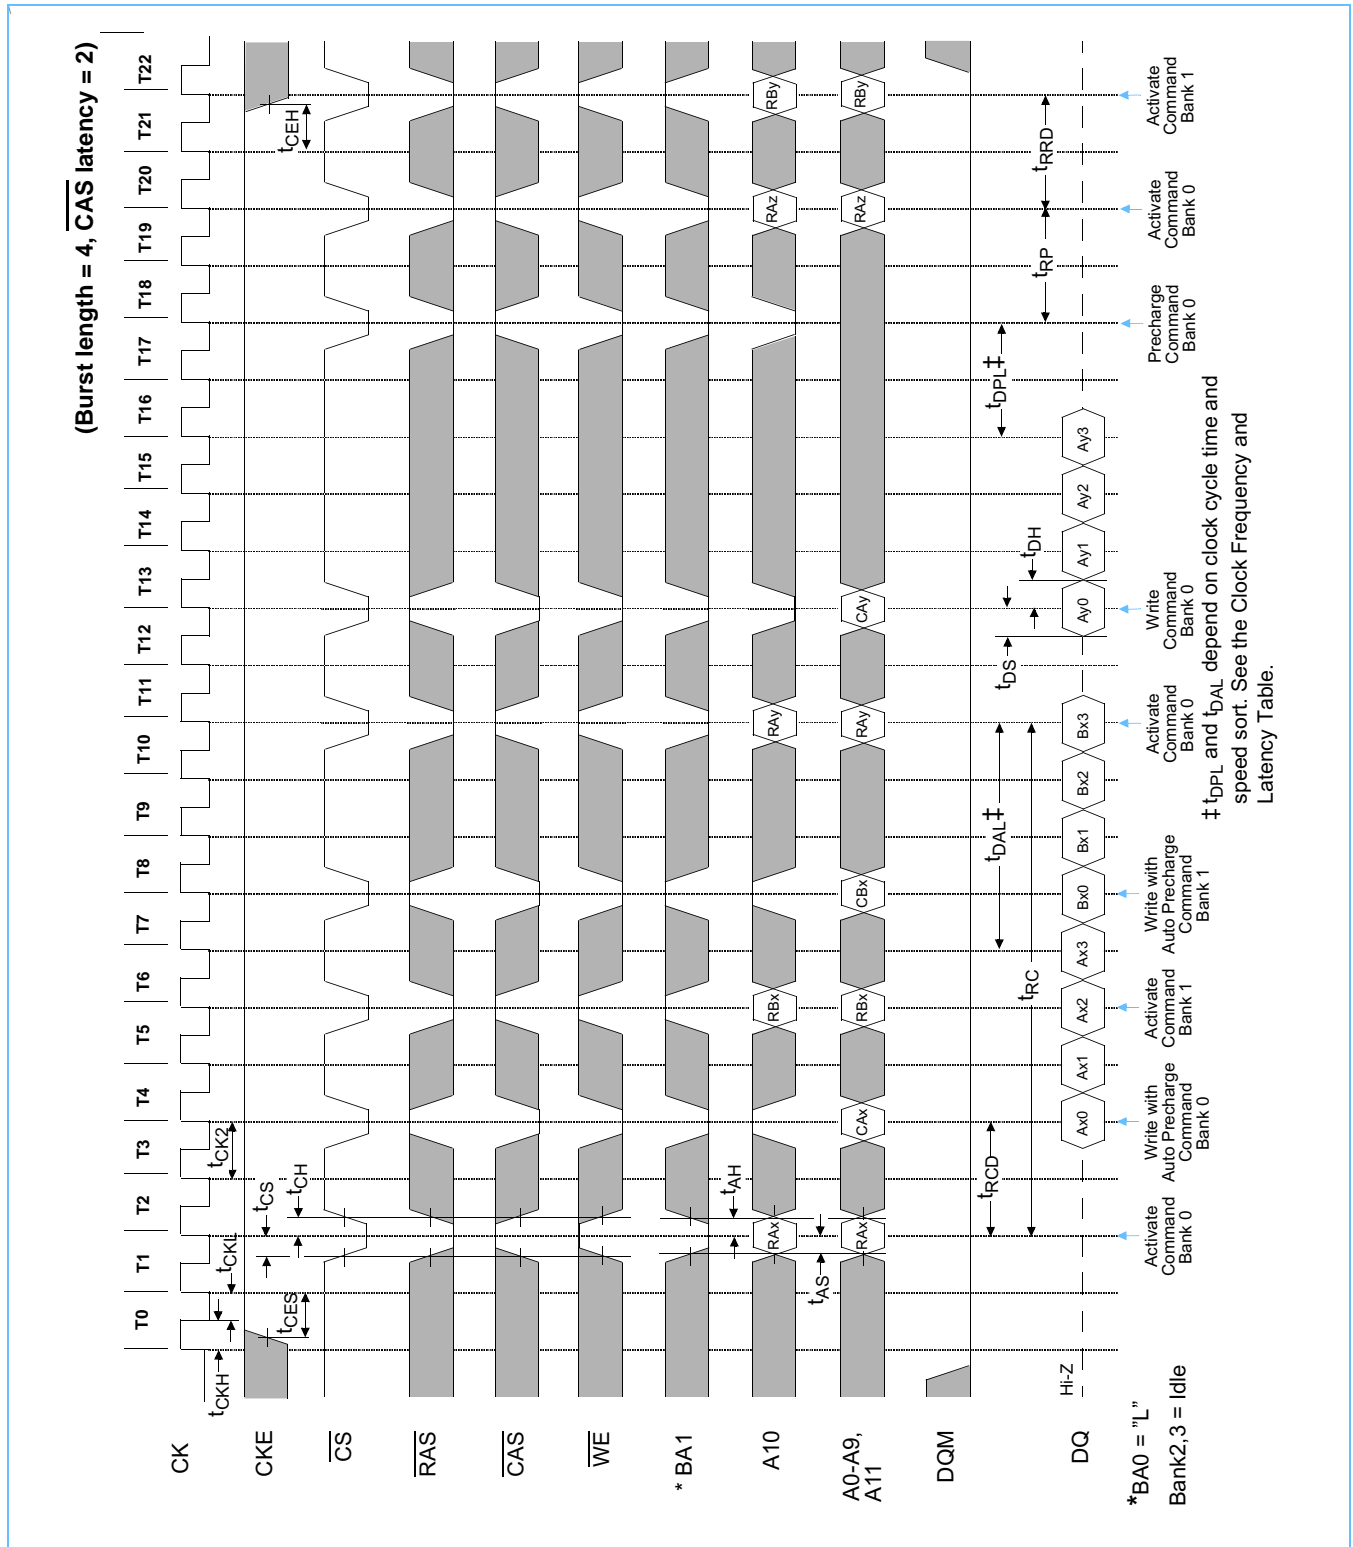 (Burst length = 4, CAS latency = 2)
T0 T1 T2 T3 T4 T5 T6 T7 T8 T9 T10 T11 T12 T13 T14 T15 T16 T17 T18 T19 T20 T21 T22
CK
tCKH
tCKL
tCK2
CKE
tCES
tCS
tCEH
CS
tCH
RAS
CAS
WE
* BA1
tAH
A10
RAx RBx RAy RAz RBy
tAS
A0-A9,
A11
RAx CAx RBx CBx RAy CAy RAz RBy
DQM
tRCD
tDAL‡
tDS
tDPL‡
tRC
tDH
tRP
tRRD
DQ
Hi-Z
Ax0 Ax1 Ax2 Ax3 Bx0 Bx1 Bx2 Bx3 Ay0 Ay1 Ay2 Ay3
Activate
Command
Bank 0
Write with
Auto Precharge
Command
Bank 0
Activate
Command
Bank 1
Write with
Auto Precharge
Command
Bank 1
Activate
Command
Bank 0
Write
Command
Bank 0
Precharge
Command
Bank 0
Activate
Command
Bank 0
Activate
Command
Bank 1
*BA0 = "L"
Bank2,3 = Idle
‡ tDPL and tDAL depend on clock cycle time and
speed sort. See the Clock Frequency and
Latency Table.